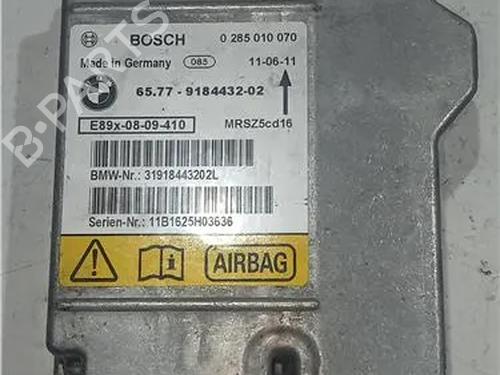 BOSCH 0 285 010 070
Made in Germany 085 11-06-11
BMW
65.77 - 9184432-02
E89x-08-09-410 MRSZ5cd16
BMW-Nr.: 31918443202L
Serien-Nr.: 11B1625H03636
AIRBAG
B-PARTS